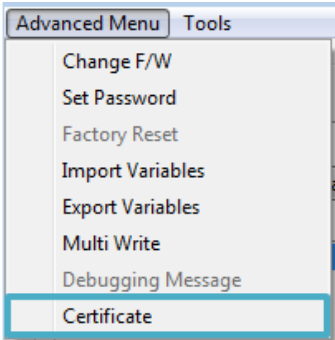 Advanced Menu Tools
Change F/W
Set Password
Factory Reset
Import Variables
Export Variables
Multi Write
Debugging Message
Certificate